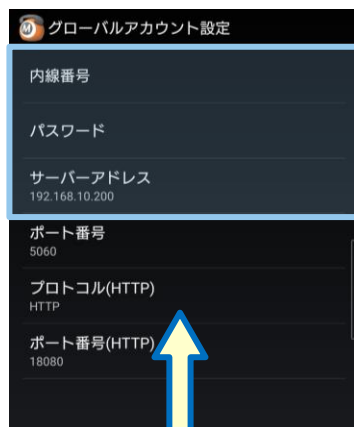 グローバルアカウント設定
内線番号
パスワード
サーバーアドレス
192.168.10.200
ポート番号
5060
プロトコル(HTTP)
HTTP
ポート番号(HTTP)
18080